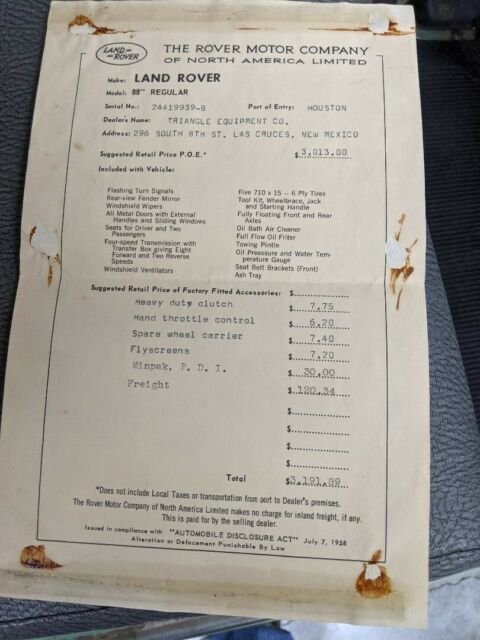 LAND-ROVER
THE ROVER MOTOR COMPANY
OF NORTH AMERICA LIMITED
Make: LAND ROVER
Model: 88" REGULAR
Serial No.: 24419939-B Port of Entry: HOUSTON
Dealer's Name: TRIANGLE EQUIPMENT CO.
Address: 296 SOUTH 8TH ST. LAS CRUCES, NEW MEXICO
Suggested Retail Price P.O.E.* $3,013.00
Included with Vehicle:
Flashing Turn Signals
Rear-view Fender Mirror
Windshield Wipers
All Metal Doors with External
Handles and Sliding Windows
Seats for Driver and Two
Passengers
Four-speed Transmission with
Transfer Box giving Eight
Forward and Two Reverse
Speeds
Windshield Ventilators
Five 710 x 15 – 6 Ply Tires
Tool Kit, Wheelbrace, Jack
and Starting Handle
Fully Floating Front and Rear
Axles
Oil Bath Air Cleaner
Full Flow Oil Filter
Towing Pintle
Oil Pressure and Water Tem-
perature Gauge
Seat Belt Brackets (Front)
Ash Tray
Suggested Retail Price of Factory Fitted Accessories: $
Heavy duty clutch $ 7.75
Hand throttle control $ 6.20
Spare wheel carrier $ 7.40
Flyscreens $ 7.20
Minpak, P. D. I. $ 30.00
Freight $ 120.34
$
$
$
$
Total $3,191.89
*Does not include Local Taxes or transportation from port to Dealer's premises.
The Rover Motor Company of North America Limited makes no charge for inland freight, if any.
This is paid for by the selling dealer.
Issued in compliance with "AUTOMOBILE DISCLOSURE ACT" July 7, 1958
Alteration or Defacement Punishable By Law